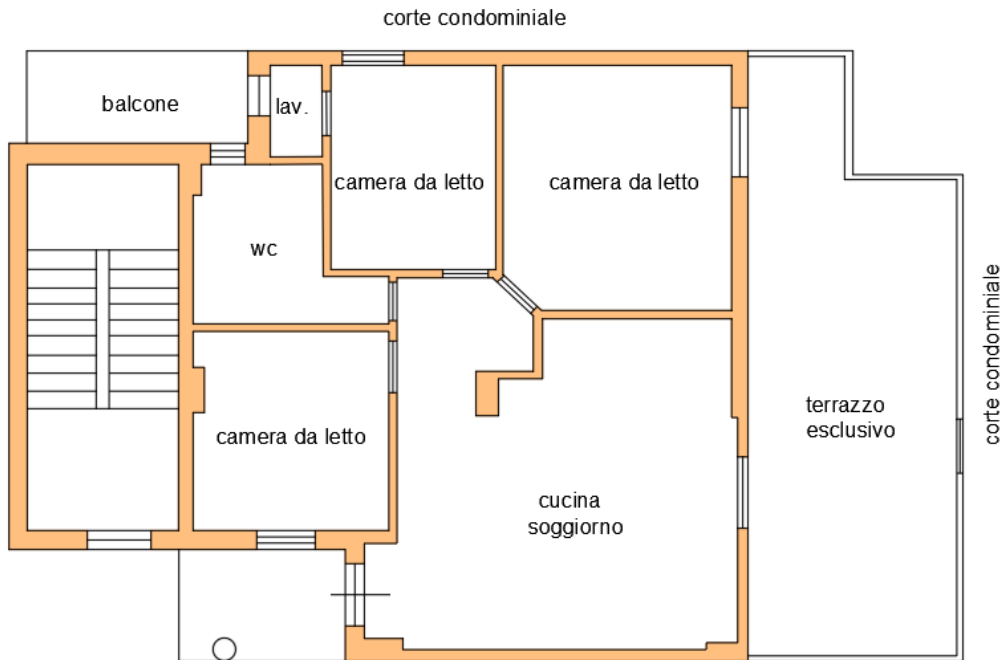 corte condominiale
balcone
lav.
camera da letto
camera da letto
wc
corte condominiale
terrazzo
esclusivo
camera da letto
cucina
soggiorno